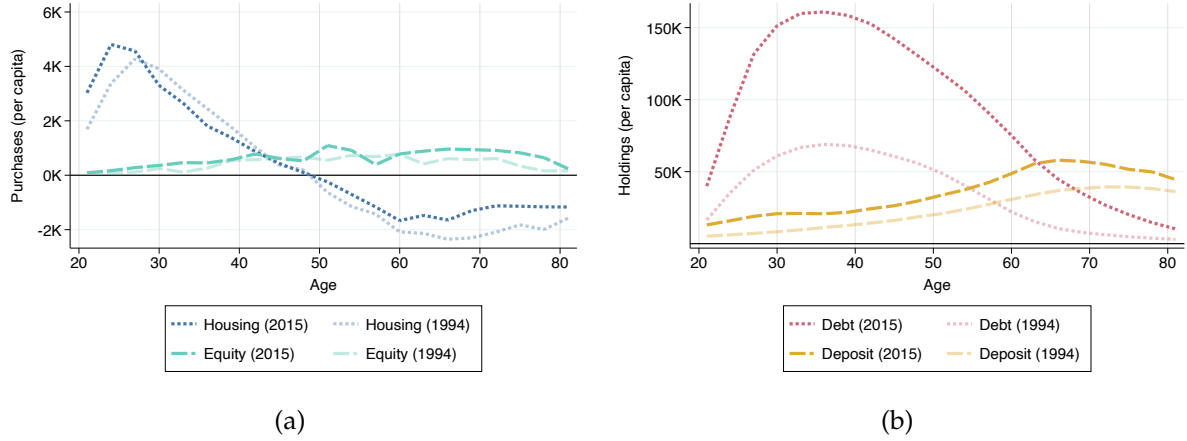 Purchases (per capita)
6K
4K
2K
0K
-2K
20 30 40 50 60 70 80
Age
Housing (2015) Housing (1994)
Equity (2015) Equity (1994)
(a)
Holdings (per capita)
150K
100K
50K
20 30 40 50 60 70 80
Age
Debt (2015) Debt (1994)
Deposit (2015) Deposit (1994)
(b)